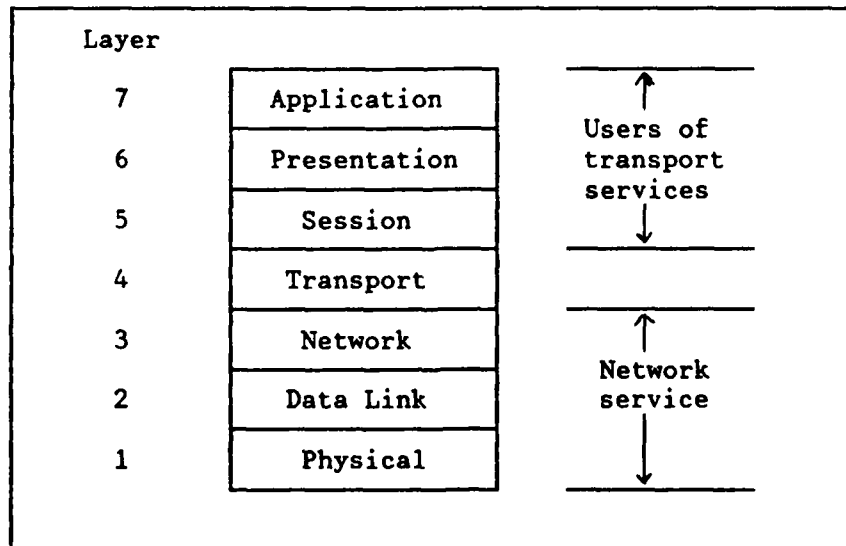 Layer
7 Application
6 Presentation
5 Session
4 Transport
3 Network
2 Data Link
1 Physical
Users of
transport
services
Network
service